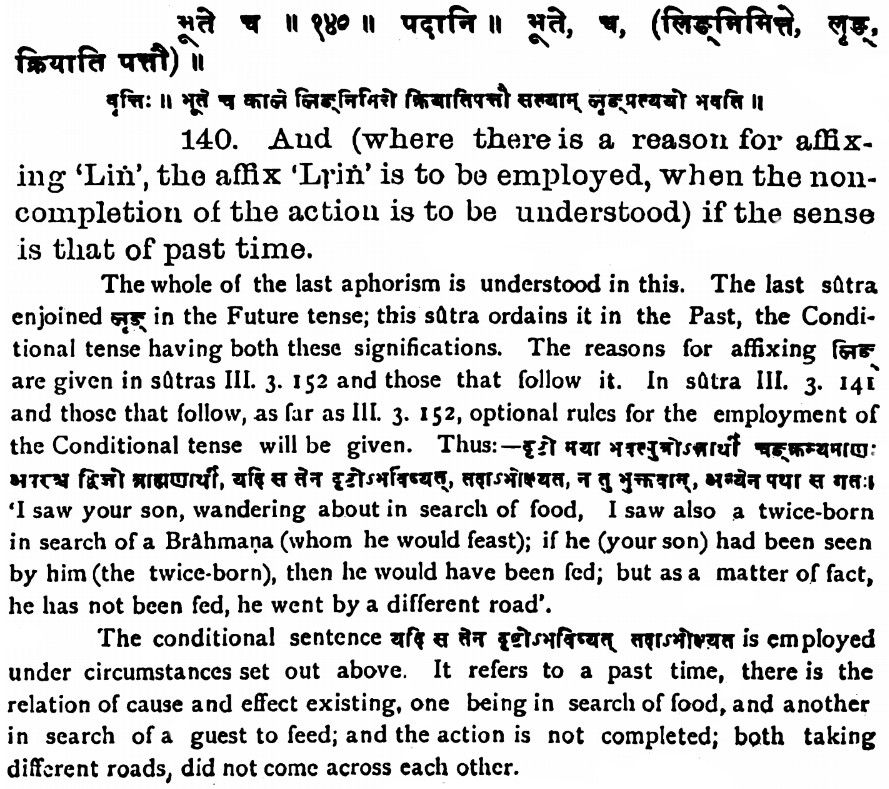 भूते च ॥ १४० ॥ पदानि ॥ भूते, च, (लिङ्निमित्ते, लृङ्,
क्रियाति पत्तौ) ॥
वृत्तिः ॥ भूते च काले लिङ्निमित्ते क्रियातिपत्तौ सत्याम् लृङ्प्रत्ययो भवति ॥
140. And (where there is a reason for affix-
ing ‘Liṅ’, the affix ‘Lṛiṅ’ is to be employed, when the non-
completion of the action is to be understood) if the sense
is that of past time.
The whole of the last aphorism is understood in this. The last sûtra
enjoined लृङ् in the Future tense; this sûtra ordains it in the Past, the Condi-
tional tense having both these significations. The reasons for affixing लिङ्
are given in sûtras III. 3. 152 and those that follow it. In sûtra III. 3. 141
and those that follow, as far as III. 3. 152, optional rules for the employment of
the Conditional tense will be given. Thus:—दृष्टो मया भवत्पुत्रोऽन्नार्थी चङ्क्रम्यमाणः
अपरश्च द्विजो ब्राह्मणार्थी, यदि स तेन दृष्टोऽभविष्यत्, तदाऽभोक्ष्यत, न तु भुक्तवान्, अन्येन पथा स गतः।
‘I saw your son, wandering about in search of food, I saw also a twice-born
in search of a Brâhmaṇa (whom he would feast); if he (your son) had been seen
by him (the twice-born), then he would have been fed; but as a matter of fact,
he has not been fed, he went by a different road’.
The conditional sentence यदि स तेन दृष्टोऽभविष्यत् तदाऽभोक्ष्यत is employed
under circumstances set out above. It refers to a past time, there is the
relation of cause and effect existing, one being in search of food, and another
in search of a guest to feed; and the action is not completed; both taking
different roads, did not come across each other.